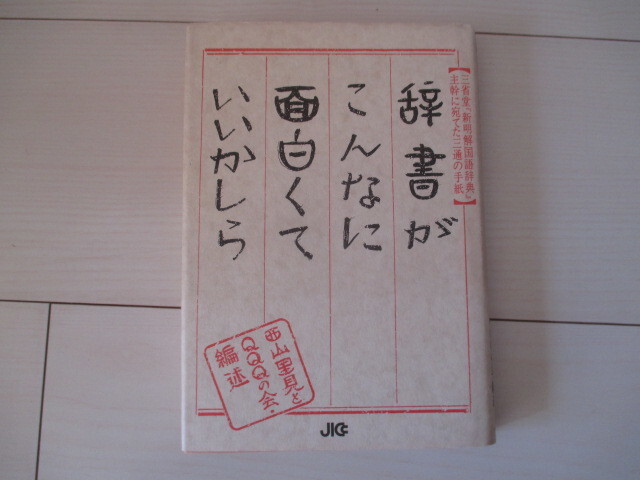 【三省堂『新明解国語辞典』
主幹に宛てた三通の手紙】
辞書が
こんなに
面白くて
いいかしら
西山里見と
QQQの会・
編述
JICC